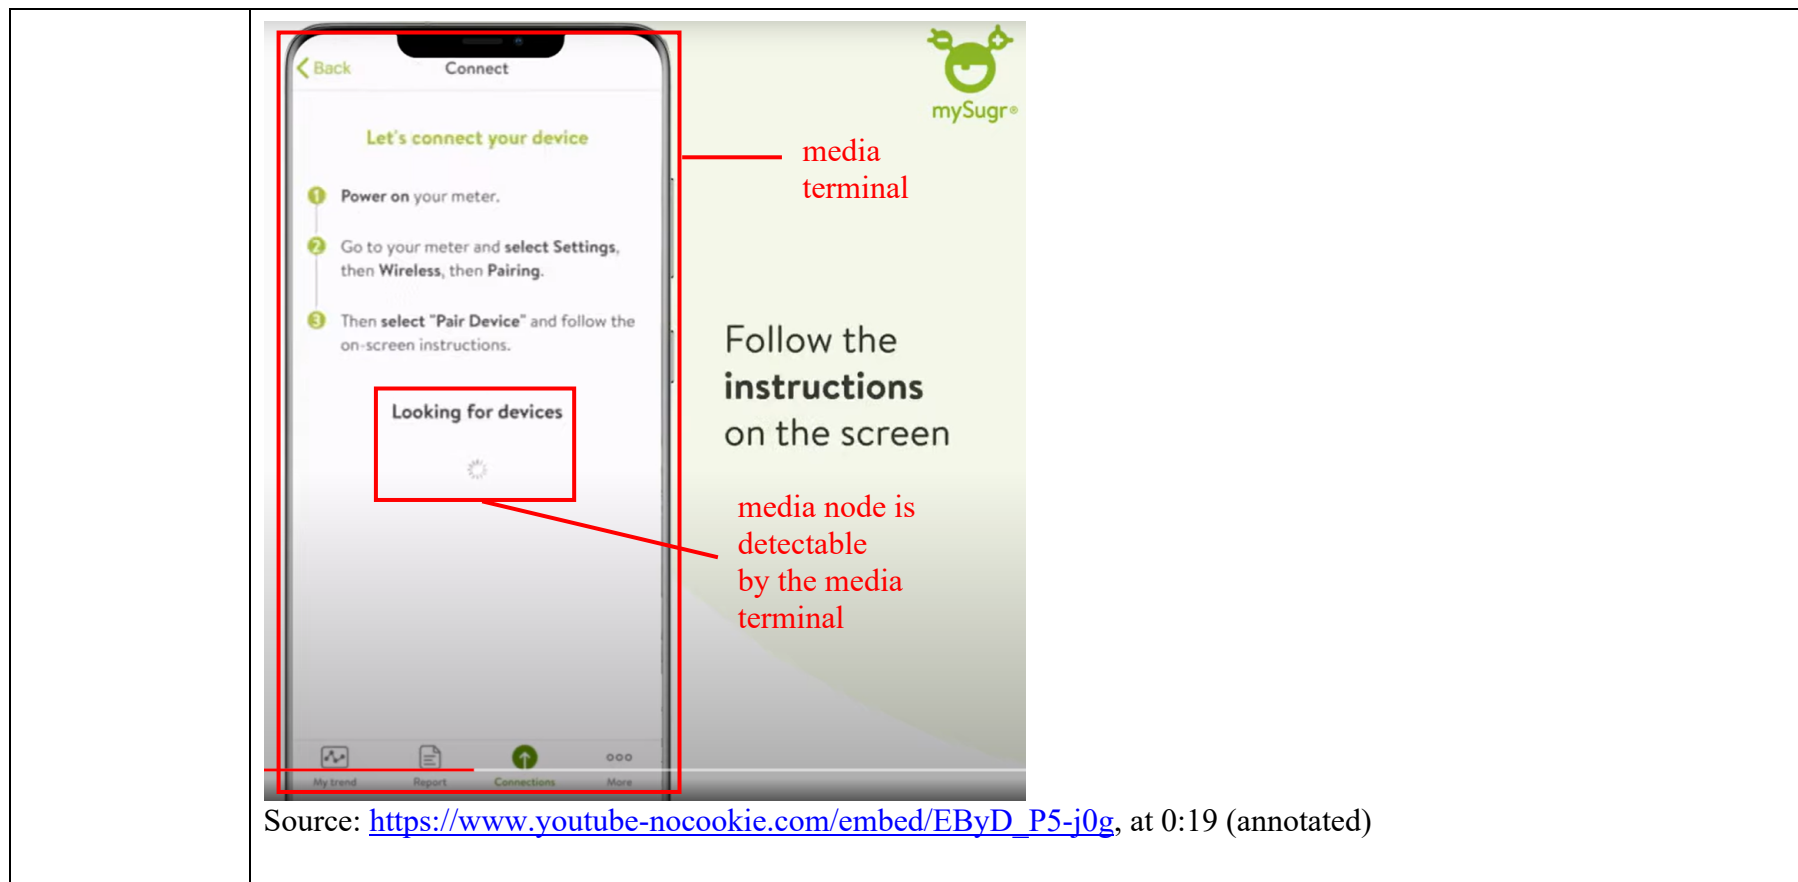 Back
Connect
mySugr®
Let's connect your device
media
terminal
1 Power on your meter.
2 Go to your meter and select Settings,
then Wireless, then Pairing.
3 Then select "Pair Device" and follow the
on-screen instructions.
Follow the
instructions
on the screen
Looking for devices
media node is
detectable
by the media
terminal
My trend
Report
Connections
More
Source: https://www.youtube-nocookie.com/embed/EByD_P5-j0g, at 0:19 (annotated)